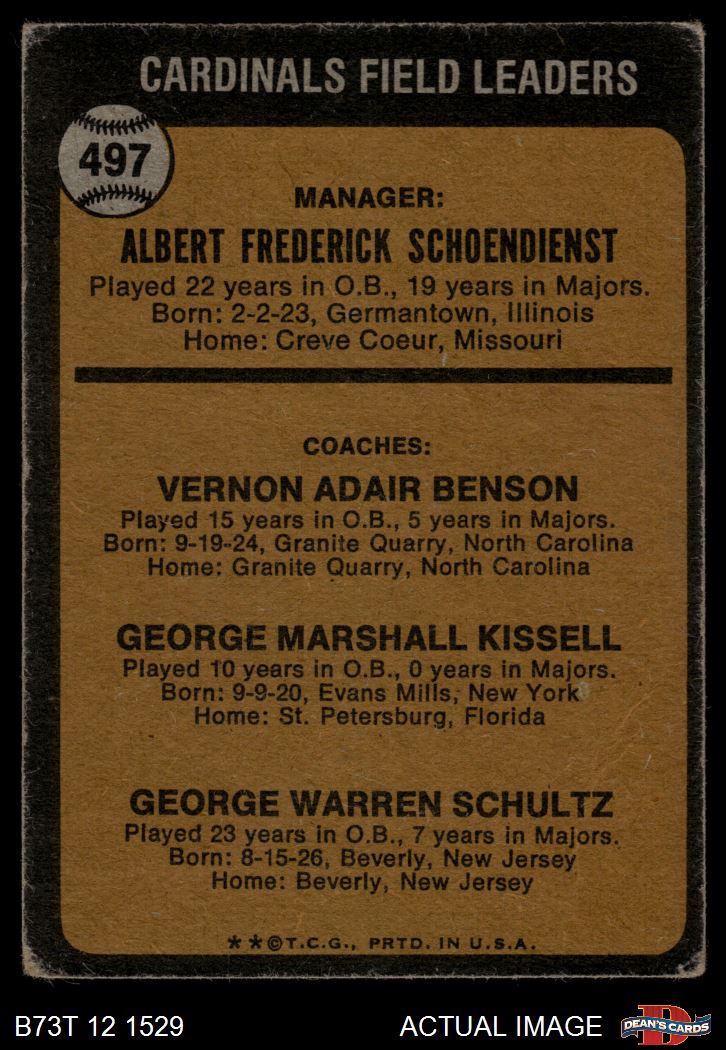 CARDINALS FIELD LEADERS
497
MANAGER:
ALBERT FREDERICK SCHOENDIENST
Played 22 years in O.B., 19 years in Majors.
Born: 2-2-23, Germantown, Illinois
Home: Creve Coeur, Missouri
COACHES:
VERNON ADAIR BENSON
Played 15 years in O.B., 5 years in Majors.
Born: 9-19-24, Granite Quarry, North Carolina
Home: Granite Quarry, North Carolina
GEORGE MARSHALL KISSELL
Played 10 years in O.B., 0 years in Majors.
Born: 9-9-20, Evans Mills, New York
Home: St. Petersburg, Florida
GEORGE WARREN SCHULTZ
Played 23 years in O.B., 7 years in Majors.
Born: 8-15-26, Beverly, New Jersey
Home: Beverly, New Jersey
**©T.C.G., PRTD. IN U.S.A.
B73T 12 1529
ACTUAL IMAGE
D
DEAN'S CARDS